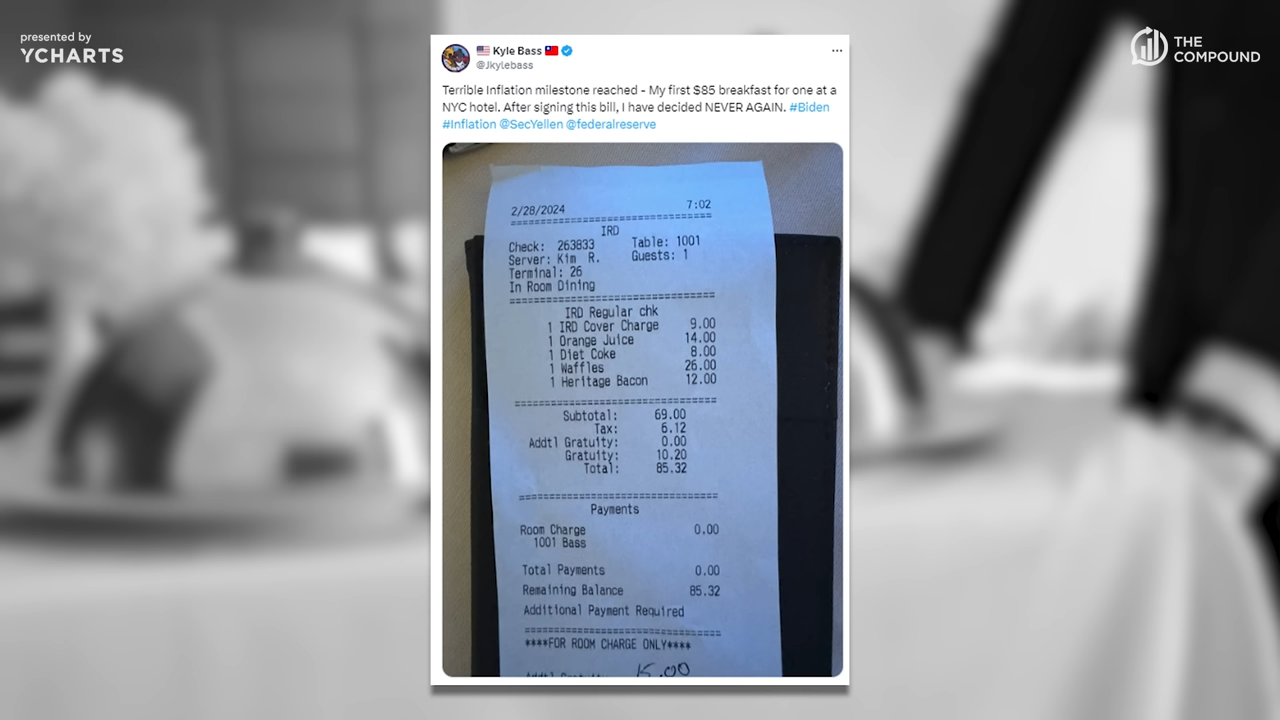 presented by
YCHARTS
THE
COMPOUND
Kyle Bass
@Jkylebass
Terrible Inflation milestone reached - My first $85 breakfast for one at a
NYC hotel. After signing this bill, I have decided NEVER AGAIN. #Biden
#Inflation @SecYellen @federalreserve
2/28/2024 7:02
====================================
IRD
Check: 263833 Table: 1001
Server: Kim R. Guests: 1
Terminal: 26
In Room Dining
====================================
IRD Regular chk
1 IRD Cover Charge 9.00
1 Orange Juice 14.00
1 Diet Coke 8.00
1 Waffles 26.00
1 Heritage Bacon 12.00
====================================
Subtotal: 69.00
Tax: 6.12
Addtl Gratuity: 0.00
Gratuity: 10.20
Total: 85.32
====================================
Payments
Room Charge 0.00
1001 Bass
Total Payments 0.00
Remaining Balance 85.32
Additional Payment Required
====================================
****FOR ROOM CHARGE ONLY****
15.00